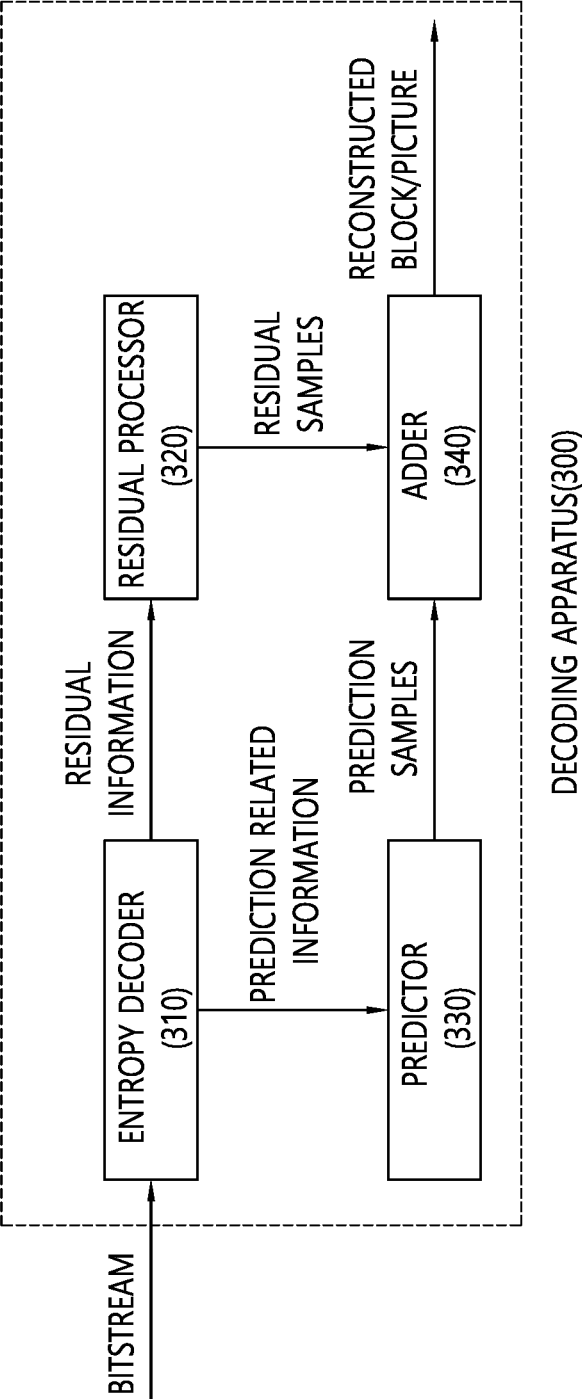 BITSTREAM
ENTROPY DECODER
(310)
RESIDUAL
INFORMATION
RESIDUAL PROCESSOR
(320)
PREDICTION RELATED
INFORMATION
RESIDUAL
SAMPLES
PREDICTOR
(330)
PREDICTION
SAMPLES
ADDER
(340)
RECONSTRUCTED
BLOCK/PICTURE
DECODING APPARATUS(300)